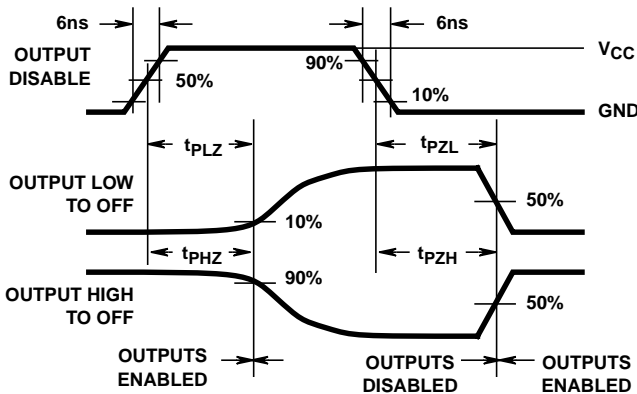 6ns
6ns
OUTPUT
DISABLE
50%
90%
10%
VCC
GND
tPLZ
tPZL
OUTPUT LOW
TO OFF
10%
50%
tPHZ
tPZH
90%
OUTPUT HIGH
TO OFF
50%
OUTPUTS
ENABLED
OUTPUTS
DISABLED
OUTPUTS
ENABLED